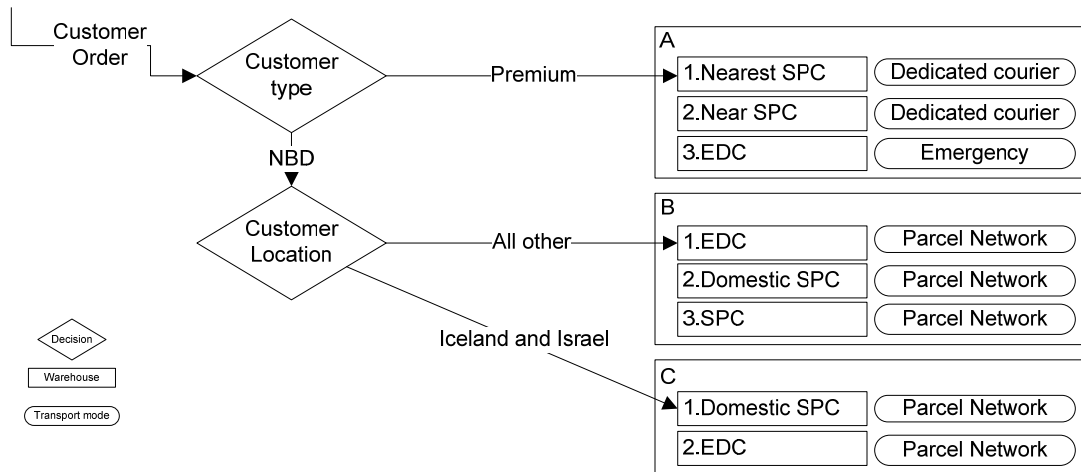 Customer
Order
Customer
type
Premium
NBD
Customer
Location
All other
Iceland and Israel
A
1.Nearest SPC
Dedicated courier
2.Near SPC
Dedicated courier
3.EDC
Emergency
B
1.EDC
Parcel Network
2.Domestic SPC
Parcel Network
3.SPC
Parcel Network
C
1.Domestic SPC
Parcel Network
2.EDC
Parcel Network
Decision
Warehouse
Transport mode